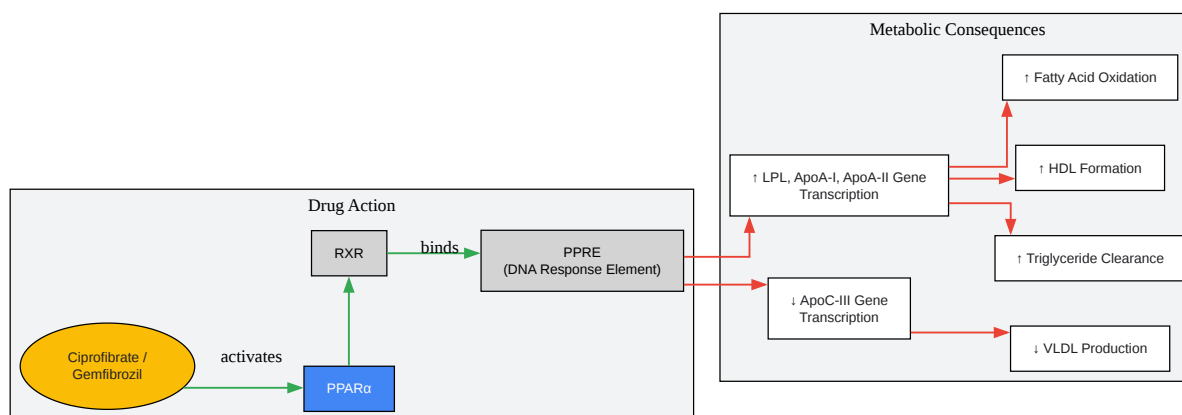 Metabolic Consequences
↑ Fatty Acid Oxidation
↑ HDL Formation
↑ LPL, ApoA-I, ApoA-II Gene
Transcription
Drug Action
RXR
binds
PPRE
(DNA Response Element)
↑ Triglyceride Clearance
↓ ApoC-III Gene
Transcription
↓ VLDL Production
Ciprofibrate /
Gemfibrozil
activates
PPARα